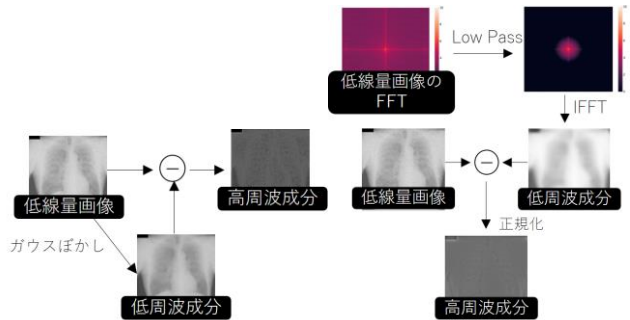 Low Pass
低線量画像の
FFT
IFFT
低線量画像
高周波成分
低線量画像
低周波成分
ガウスぼかし
正規化
低周波成分
高周波成分